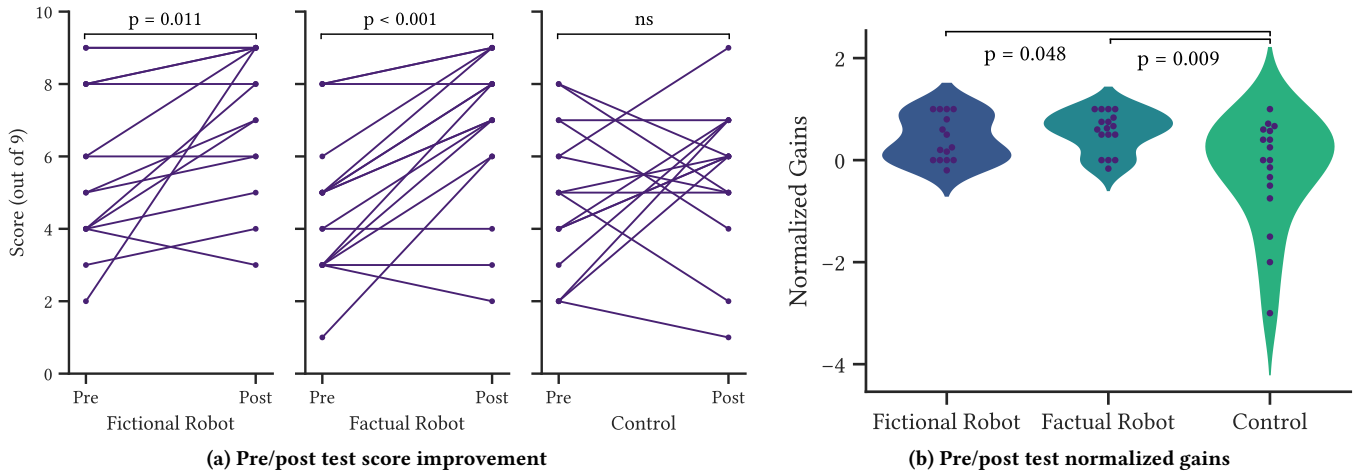 p = 0.011
p < 0.001
ns
Score (out of 9)
10
8
6
4
2
0
Pre
Post
Pre
Post
Pre
Post
Fictional Robot
Factual Robot
Control
(a) Pre/post test score improvement
p = 0.048
p = 0.009
Normalized Gains
2
0
−2
−4
Fictional Robot
Factual Robot
Control
(b) Pre/post test normalized gains